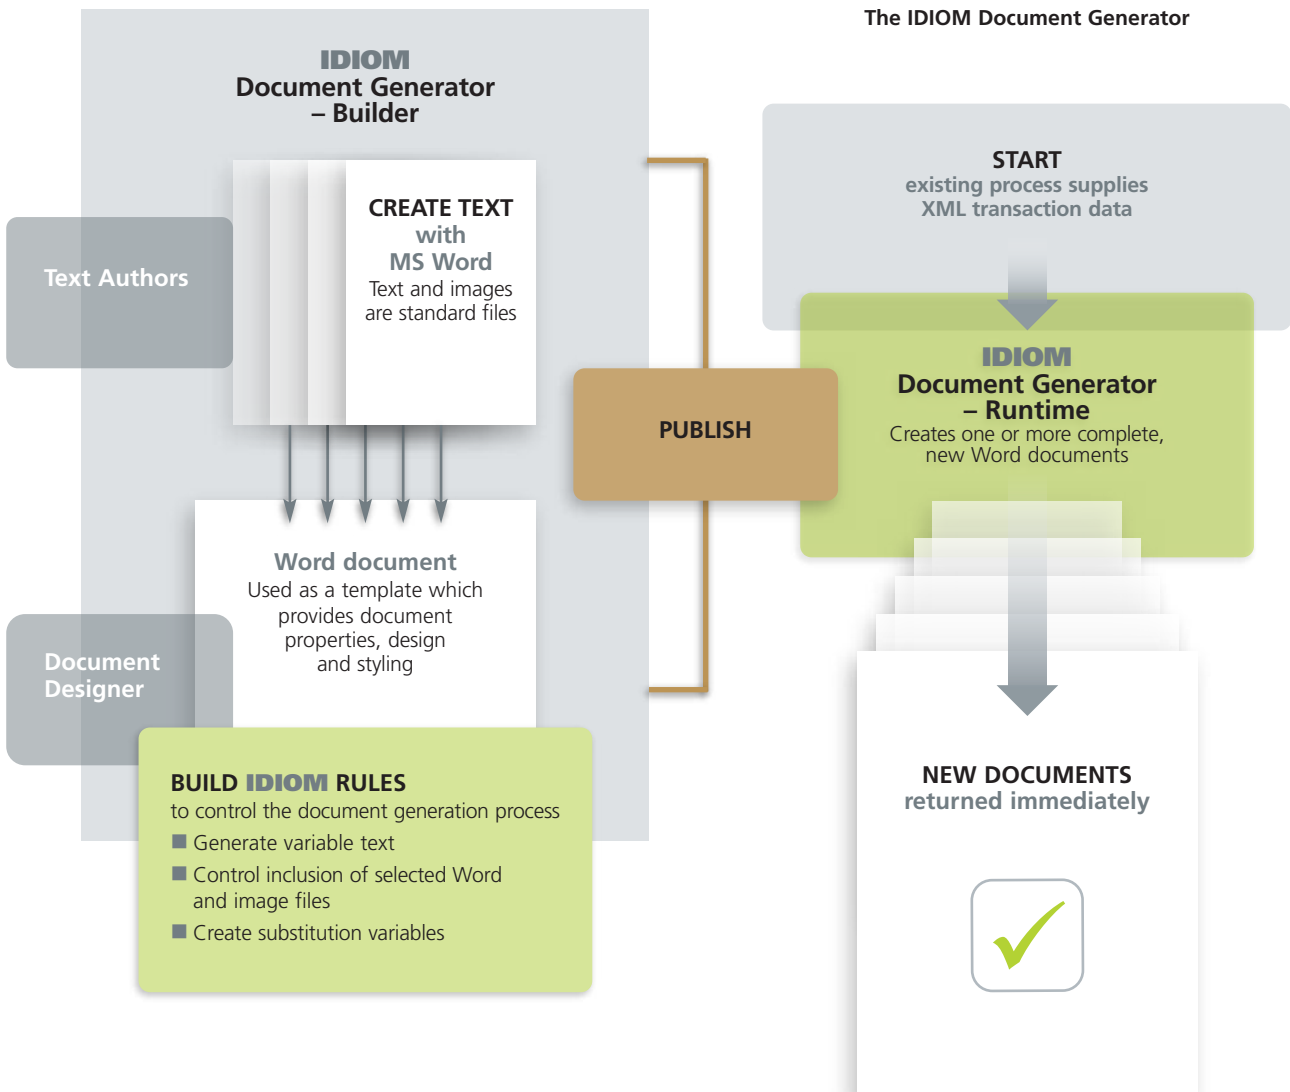 The IDIOM Document Generator
IDIOM
Document Generator
– Builder
CREATE TEXT
with
MS Word
Text and images
are standard files
Text Authors
Word document
Used as a template which
provides document
properties, design
and styling
Document
Designer
BUILD IDIOM RULES
to control the document generation process
Generate variable text
Control inclusion of selected Word
and image files
Create substitution variables
PUBLISH
START
existing process supplies
XML transaction data
IDIOM
Document Generator
– Runtime
Creates one or more complete,
new Word documents
NEW DOCUMENTS
returned immediately